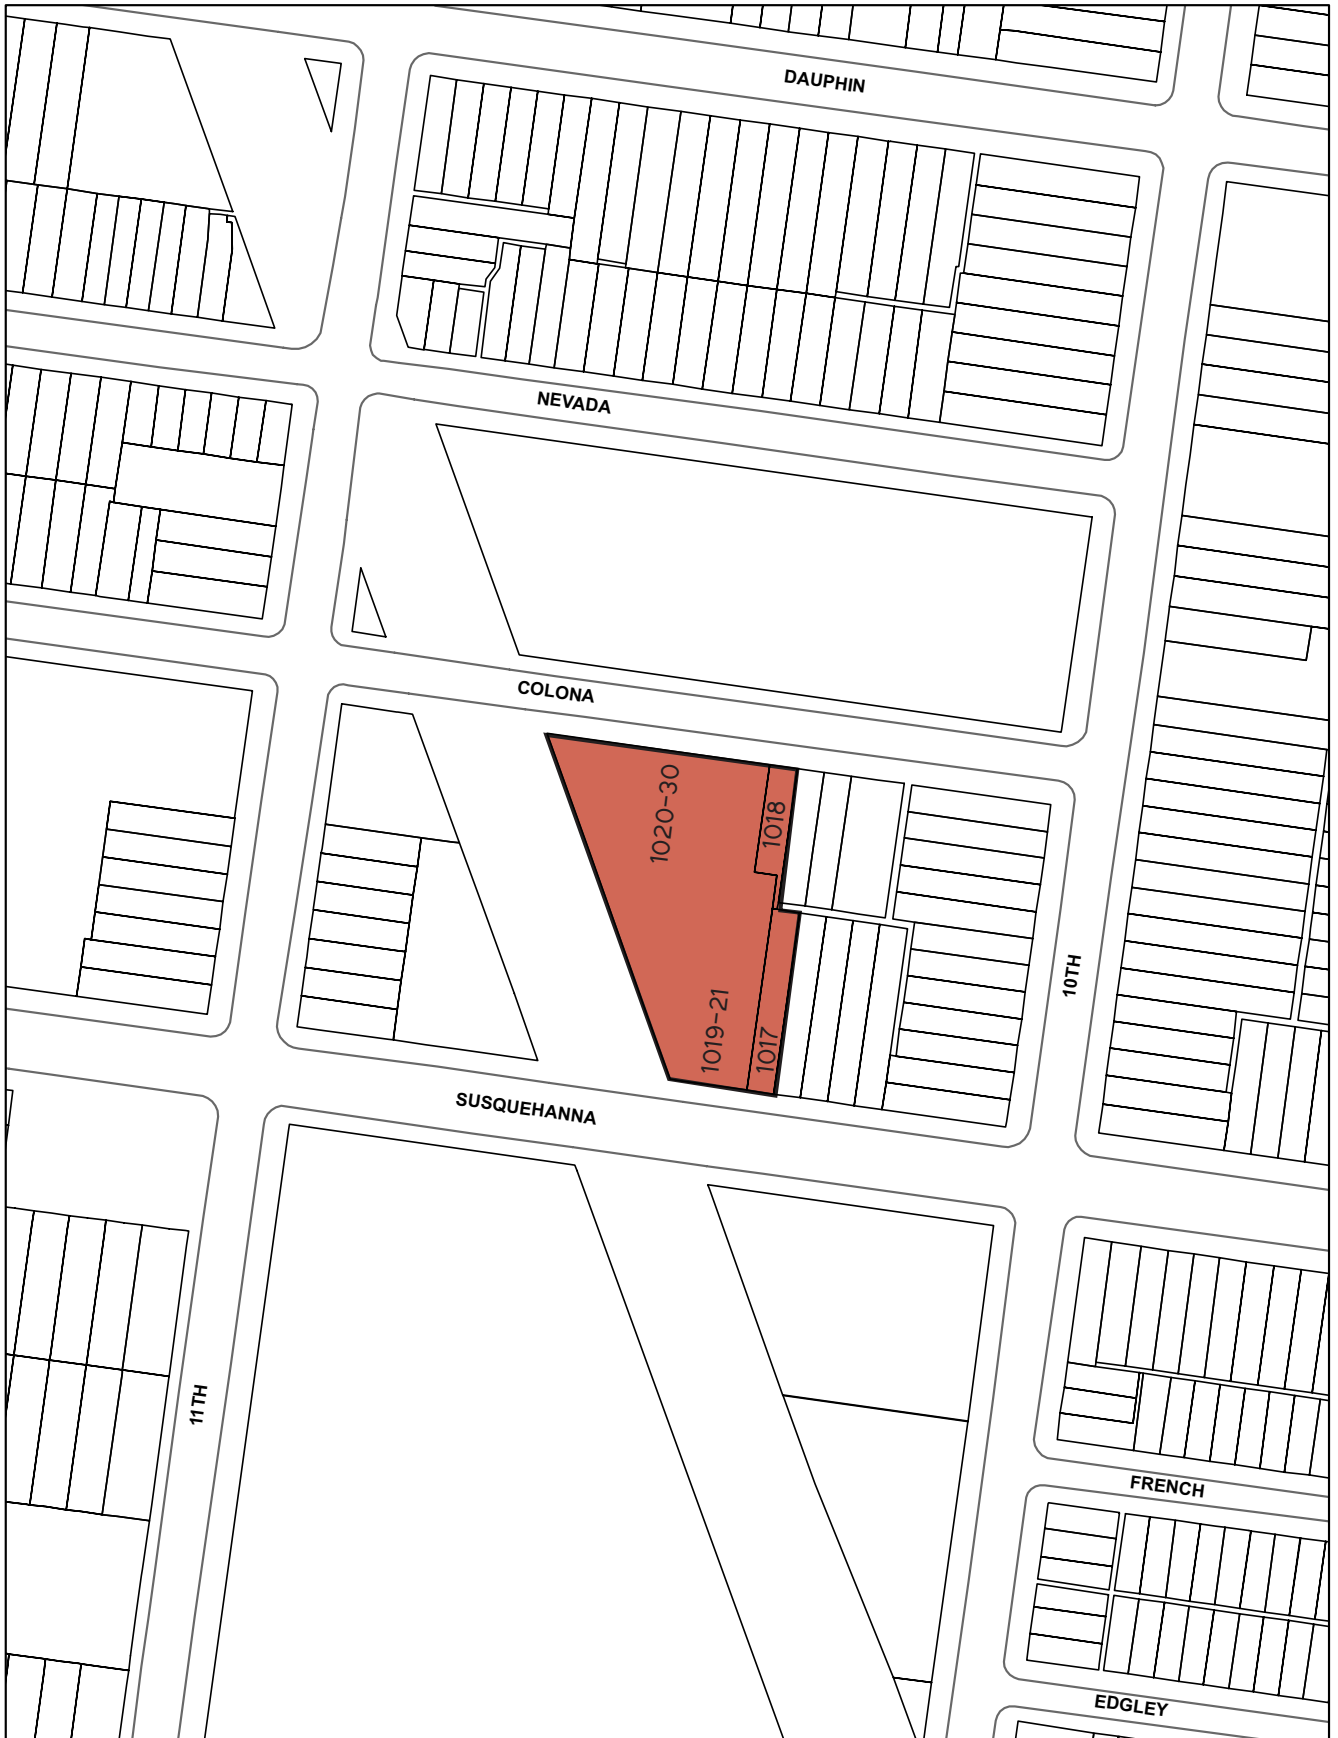 DAUPHIN
NEVADA
COLONA
1020-30
1018
10TH
1019-21
1017
SUSQUEHANNA
11TH
FRENCH
EDGLEY